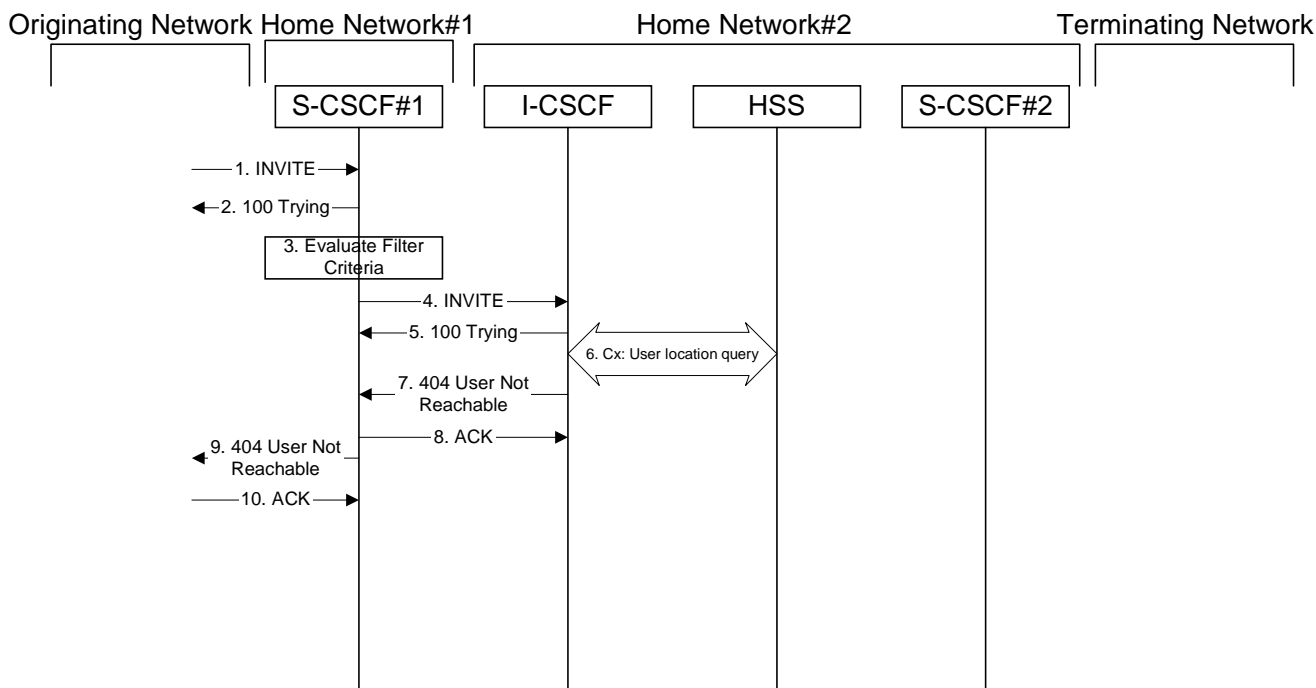 Originating Network
Home Network#1
Home Network#2
Terminating Network
S-CSCF#1
I-CSCF
HSS
S-CSCF#2
1. INVITE
2. 100 Trying
3. Evaluate Filter
Criteria
4. INVITE
5. 100 Trying
6. Cx: User location query
7. 404 User Not
Reachable
8. ACK
9. 404 User Not
Reachable
10. ACK